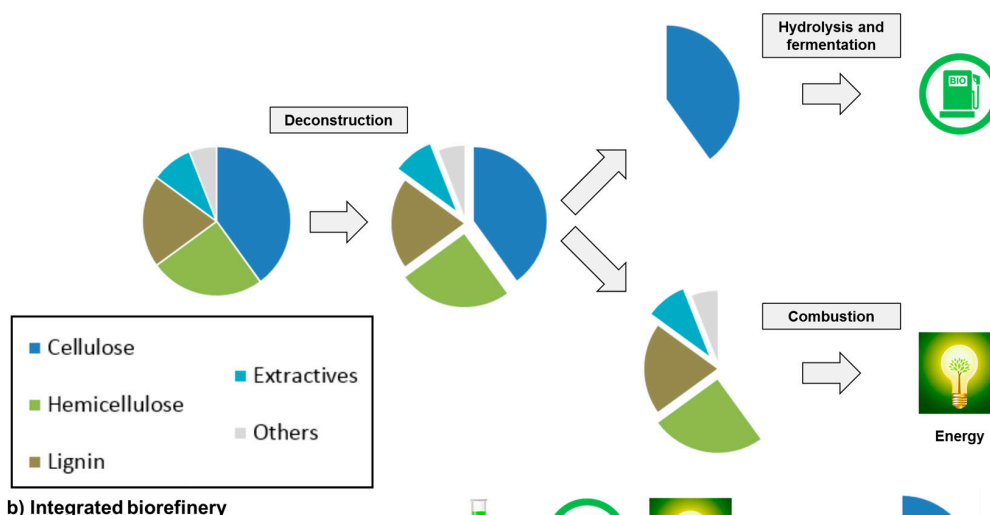 Hydrolysis and
fermentation
BIO
Deconstruction
Combustion
Cellulose
Extractives
Hemicellulose
Others
Lignin
Energy
b) Integrated biorefinery